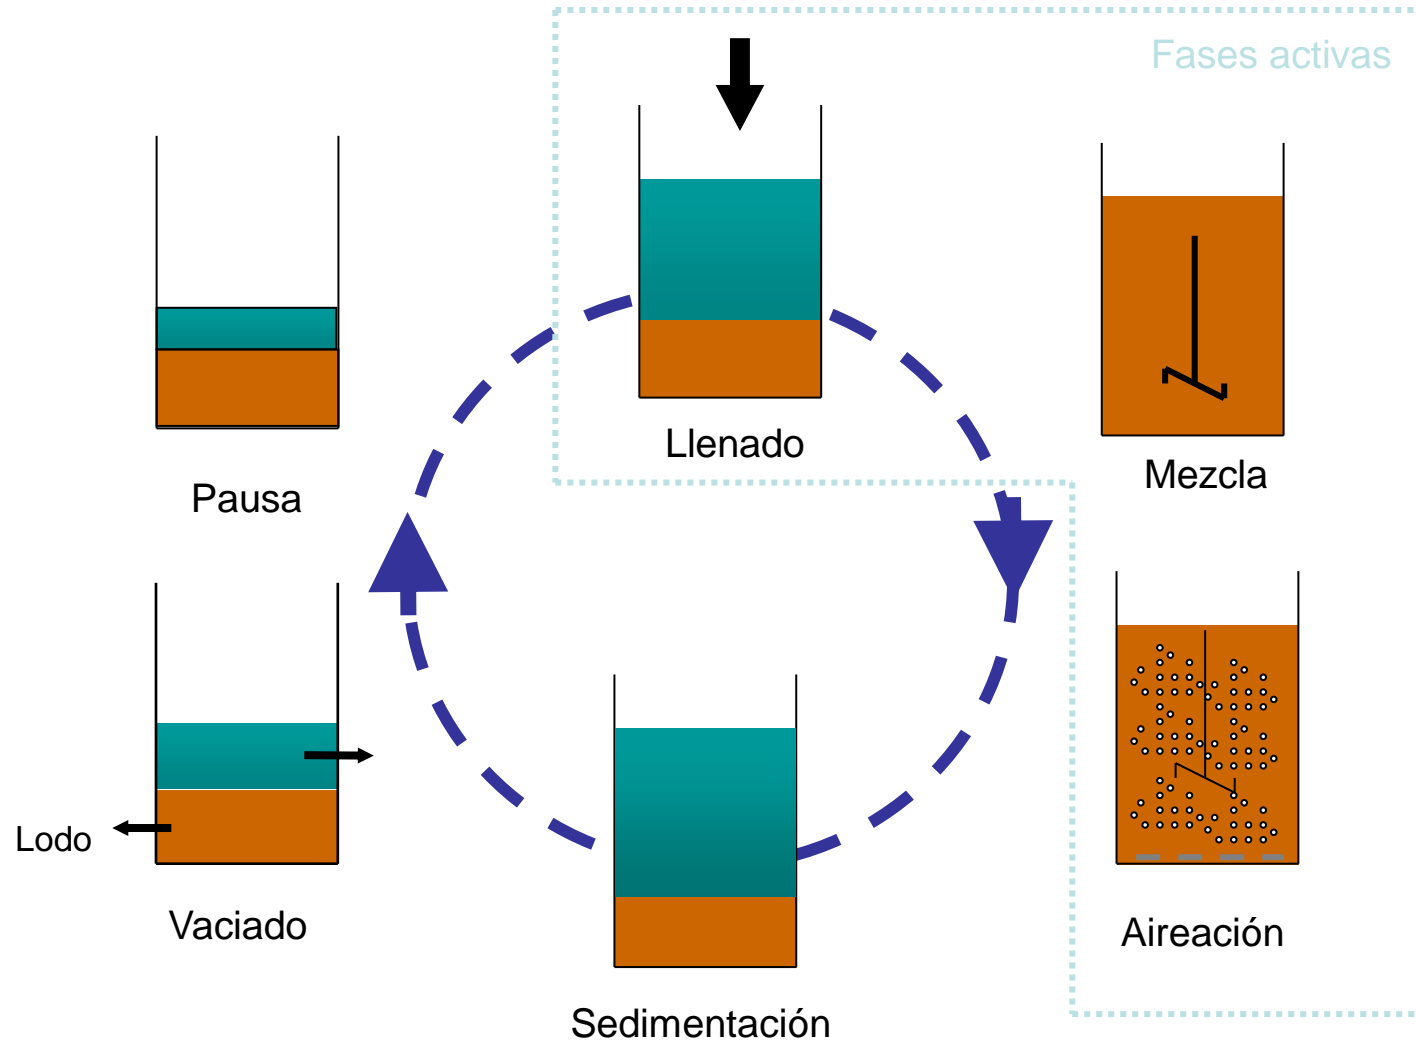 Fases activas
Llenado
Mezcla
Pausa
Lodo
Vaciado
Aireación
Sedimentación